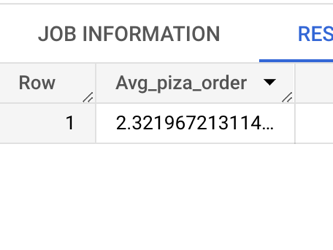 JOB INFORMATION RES
Row Avg_piza_order
1 2.321967213114...